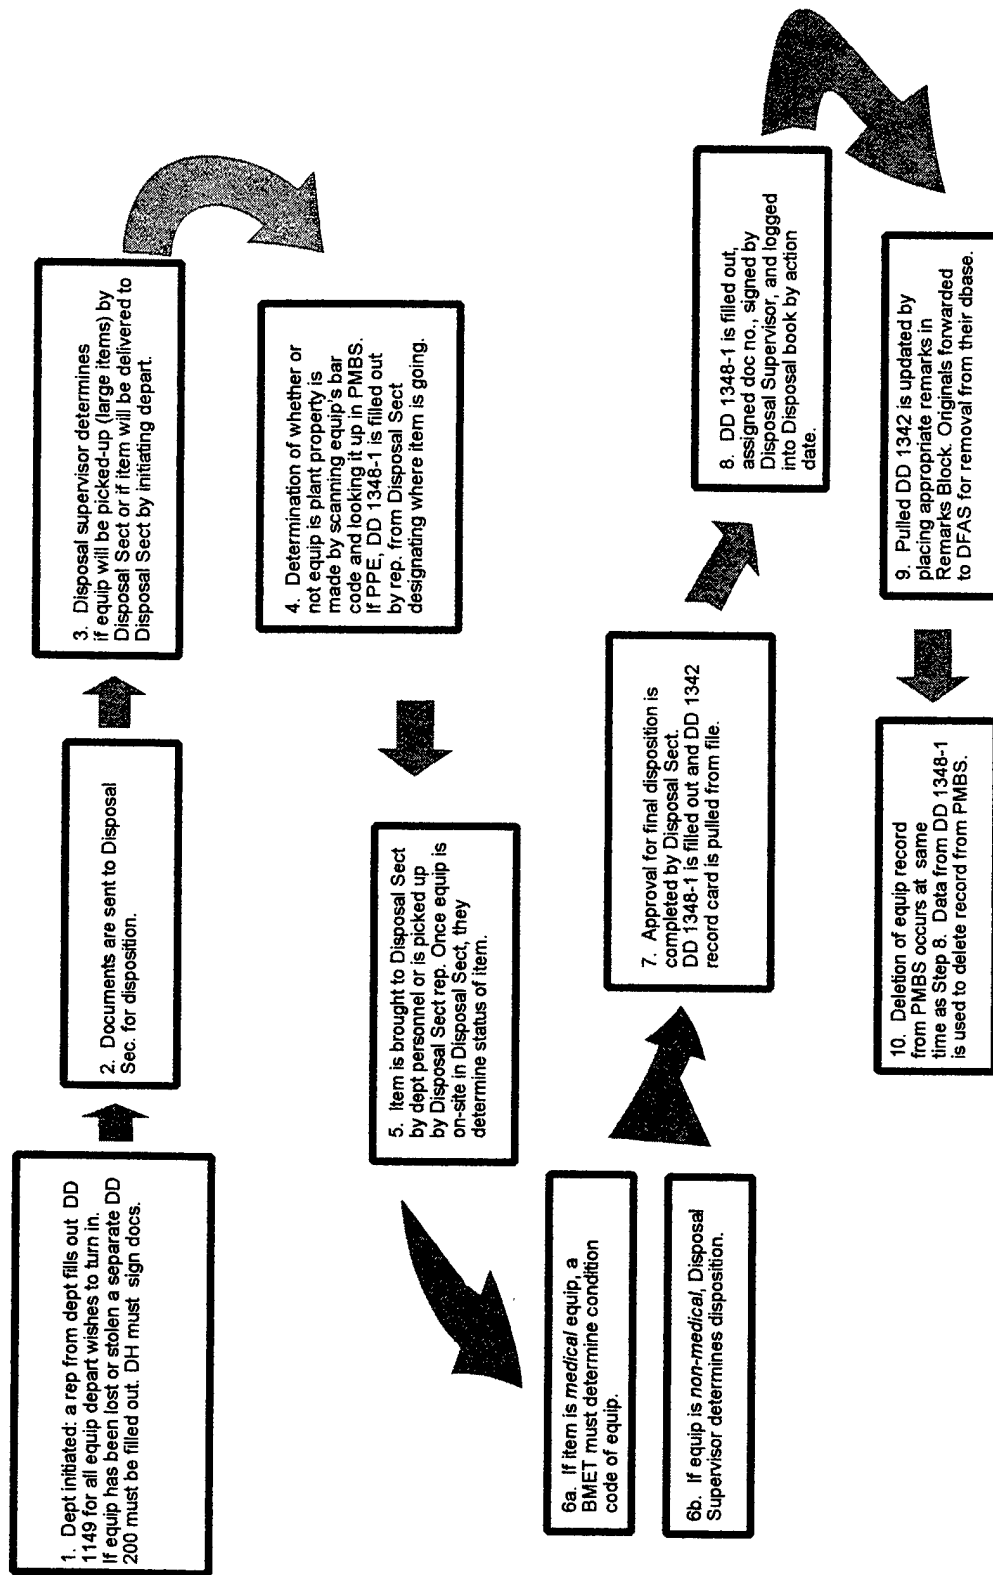 1. Dept initiated: a rep from dept fills out DD
1149 for all equip depart wishes to turn in.
If equip has been lost or stolen a separate DD
200 must be filled out. DH must sign docs.
2. Documents are sent to Disposal
Sec. for disposition.
3. Disposal supervisor determines
if equip will be picked-up (large items) by
Disposal Sect or if item will be delivered to
Disposal Sect by initiating depart.
4. Determination of whether or
not equip is plant property is
made by scanning equip's bar
code and looking it up in PMBS.
If PPE, DD 1348-1 is filled out
by rep. from Disposal Sect
designating where item is going.
5. Item is brought to Disposal Sect
by dept personnel or is picked up
by Disposal Sect rep. Once equip is
on-site in Disposal Sect, they
determine status of item.
6a. If item is medical equip, a
BMET must determine condition
code of equip.
6b. If equip is non-medical, Disposal
Supervisor determines disposition.
7. Approval for final disposition is
completed by Disposal Sect.
DD 1348-1 is filled out and DD 1342
record card is pulled from file.
8. DD 1348-1 is filled out,
assigned doc no., signed by
Disposal Supervisor, and logged
into Disposal book by action
date.
9. Pulled DD 1342 is updated by
placing appropriate remarks in
Remarks Block. Originals forwarded
to DFAS for removal from their dbase.
10. Deletion of equip record
from PMBS occurs at same
time as Step 8. Data from DD 1348-1
is used to delete record from PMBS.